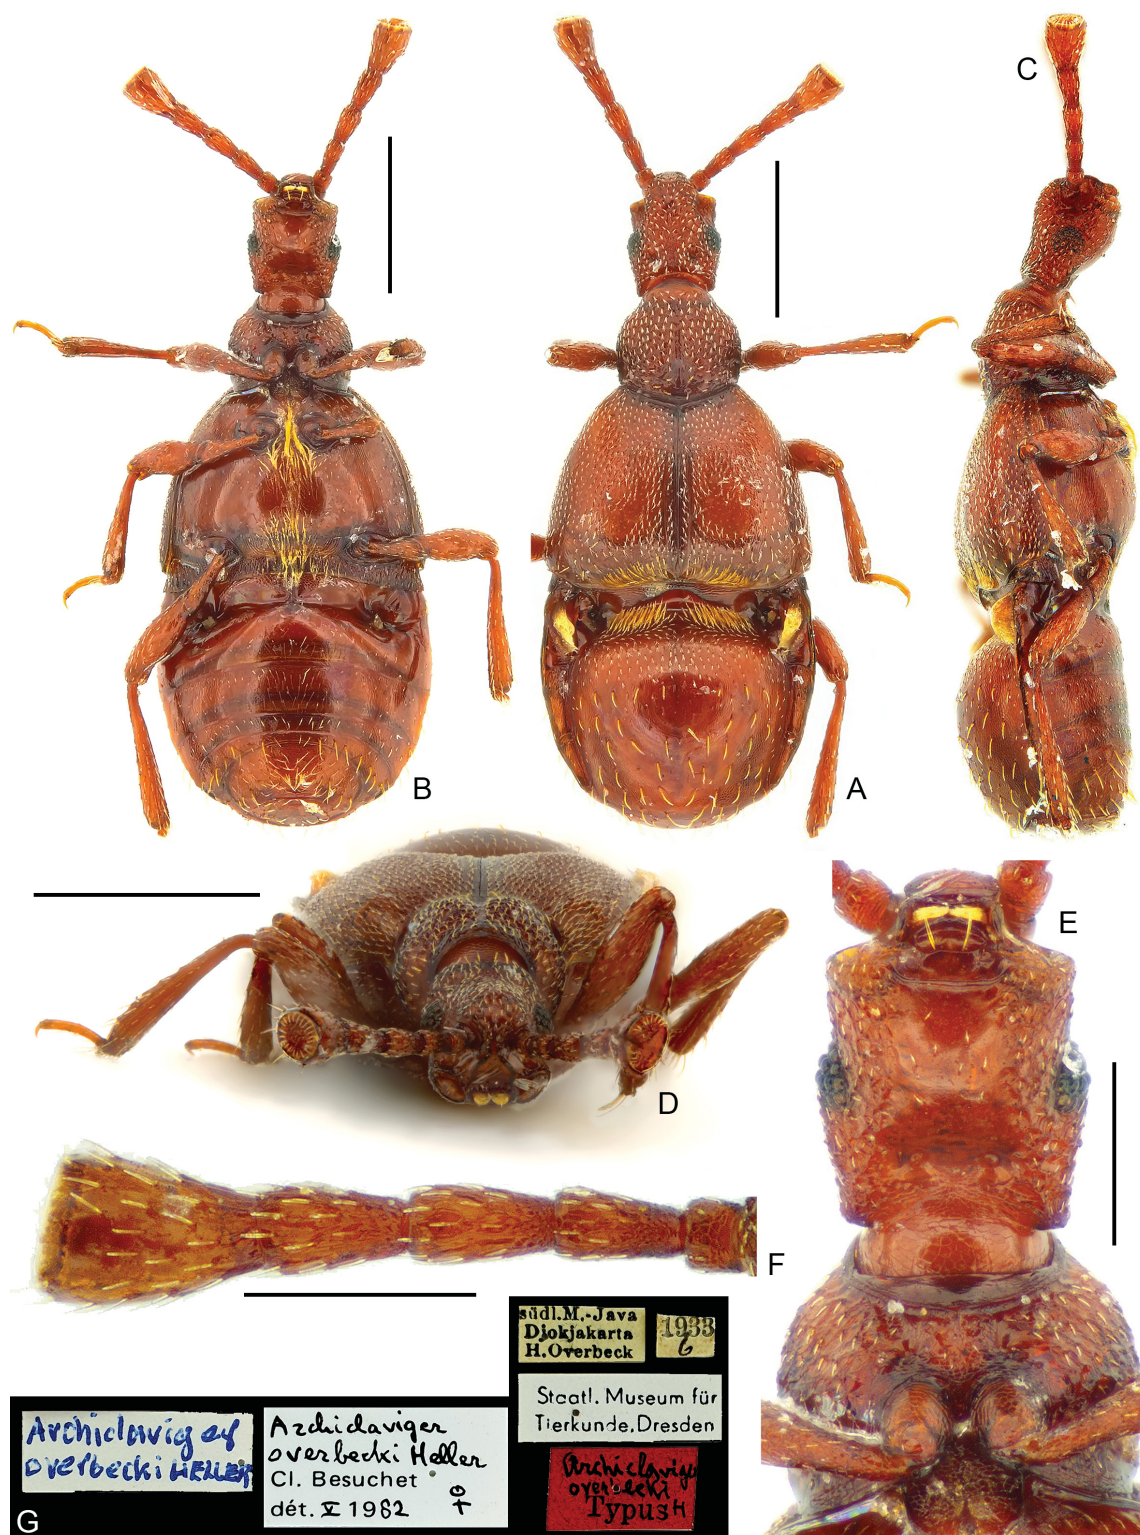 C
B
A
E
D
F
südl.M.-Java
Djokjakarta
H.Overbeck
1933
6
Staatl. Museum für
Tierkunde, Dresden
Archiclaviger
overbecki HELLER
Archiclaviger
overbecki Heller
Cl. Besuchet
dét. V 1982 ♀
Archiclaviger
overbecki
Typus H
G